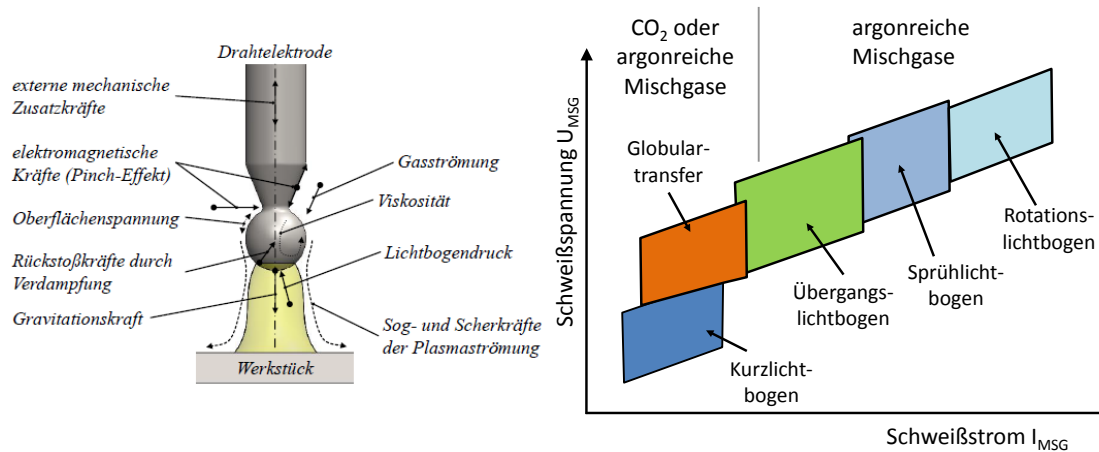 Drahtelektrode
externe mechanische
Zusatzkräfte
elektromagnetische
Kräfte (Pinch-Effekt)
Oberflächenspannung
Rückstoßkräfte durch
Verdampfung
Gravitationskraft
Gasströmung
Viskosität
Lichtbogendruck
Sog- und Scherkräfte
der Plasmaströmung
Werkstück
CO₂ oder
argonreiche
Mischgase
argonreiche
Mischgase
Schweißspannung U_MSG
Globular-
transfer
Rotations-
lichtbogen
Sprühlicht-
bogen
Übergangs-
lichtbogen
Kurzlicht-
bogen
Schweißstrom I_MSG